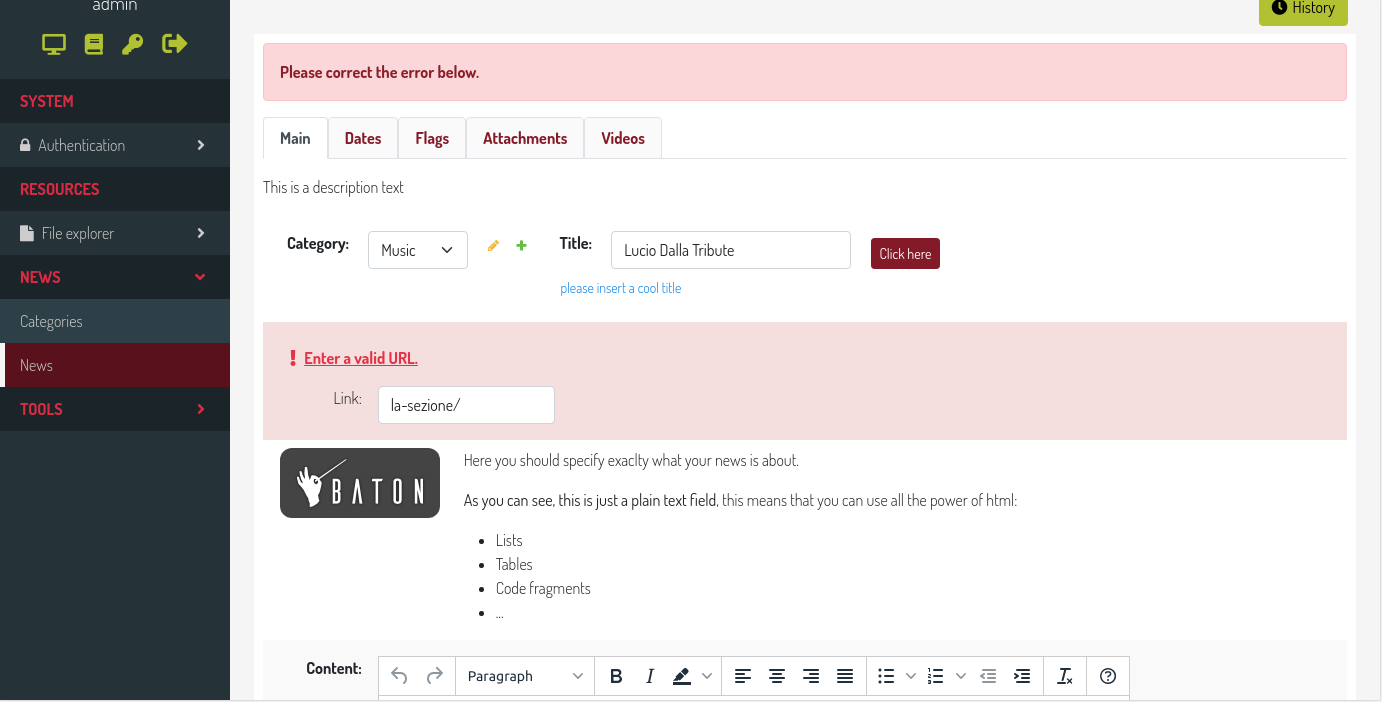 admin
History
SYSTEM
Authentication
RESOURCES
File explorer
NEWS
Categories
News
TOOLS
Please correct the error below.
Main Dates Flags Attachments Videos
This is a description text
Category: Music Title: Lucio Dalla Tribute Click here
please insert a cool title
Enter a valid URL.
Link: la-sezione/
BATON
Here you should specify exaclty what your news is about.
As you can see, this is just a plain text field, this means that you can use all the power of html:
Lists
Tables
Code fragments
...
Content: Paragraph B I